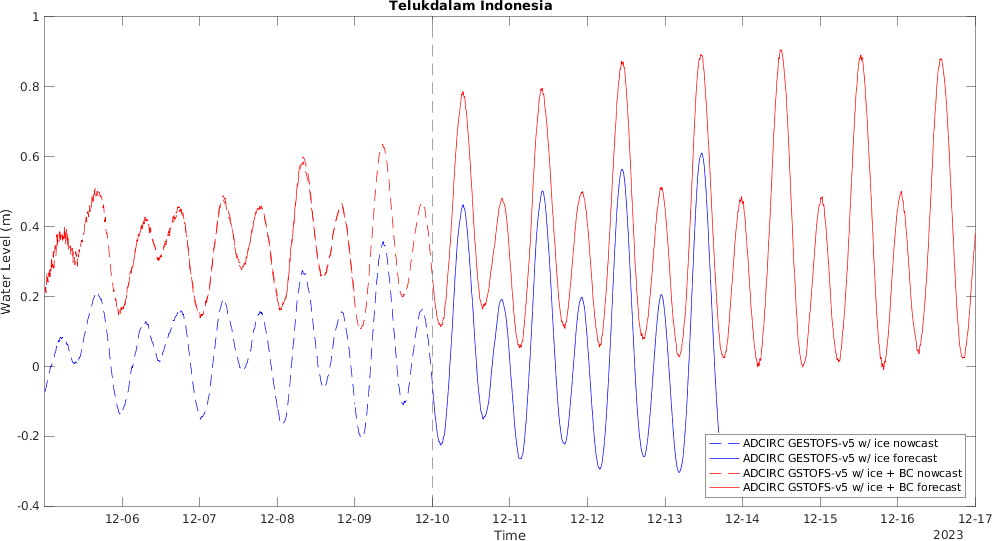 Telukdalam Indonesia
1
0.8
0.6
0.4
0.2
0
-0.2
-0.4
Water Level (m)
ADCIRC GESTOFS-v5 w/ ice nowcast
ADCIRC GESTOFS-v5 w/ ice forecast
ADCIRC GSTOFS-v5 w/ ice + BC nowcast
ADCIRC GSTOFS-v5 w/ ice + BC forecast
12-06 12-07 12-08 12-09 12-10 12-11 12-12 12-13 12-14 12-15 12-16 12-17
Time
2023